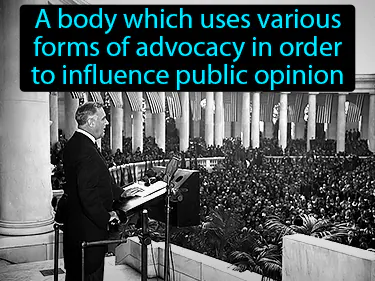 A body which uses various
forms of advocacy in order
to influence public opinion